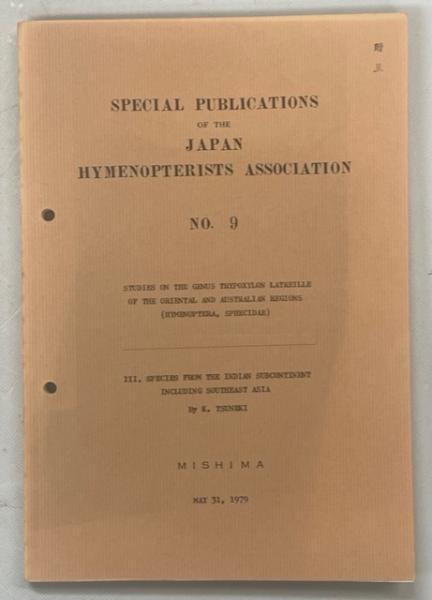 SPECIAL PUBLICATIONS
OF THE
JAPAN
HYMENOPTERISTS ASSOCIATION
NO. 9
STUDIES ON THE GENUS TRYPOXYLON LATREILLE
OF THE ORIENTAL AND AUSTRALIAN REGIONS
(HYMENOPTERA, SPHECIDAE)
III. SPECIES FROM THE INDIAN SUBCONTINENT
INCLUDING SOUTHEAST ASIA
By K. TSUNEKI
MISHIMA
MAY 31, 1979